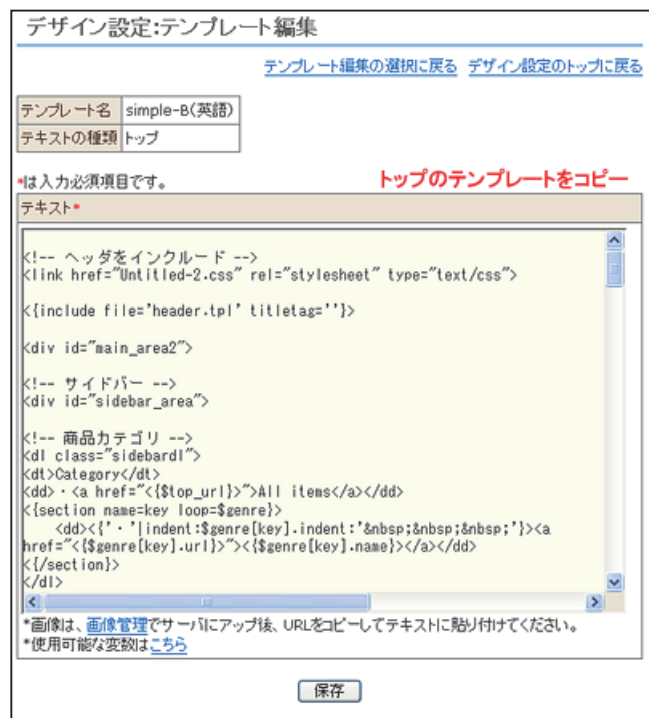 デザイン設定:テンプレート編集
テンプレート編集の選択に戻る デザイン設定のトップに戻る
テンプレート名 simple-B(英語)
テキストの種類 トップ
*は入力必須項目です。 トップのテンプレートをコピー
テキスト*
<!-- ヘッダをインクルード -->
<link href="Untitled-2.css" rel="stylesheet" type="text/css">
<{include file='header.tpl' titletag=''}>
<div id="main_area2">
<!-- サイドバー -->
<div id="sidebar_area">
<!-- 商品カテゴリ -->
<dl class="sidebardl">
<dt>Category</dt>
<dd>・<a href="<{$top_url}>">All items</a></dd>
<{section name=key loop=$genre}>
<dd><{'・'|indent:$genre[key].indent:'&nbsp;&nbsp;&nbsp;'}><a
href="<{$genre[key].url}>"><{$genre[key].name}></a></dd>
<{/section}>
</dl>
*画像は、画像管理でサーバにアップ後、URLをコピーしてテキストに貼り付けてください。
*使用可能な変数はこちら
保存